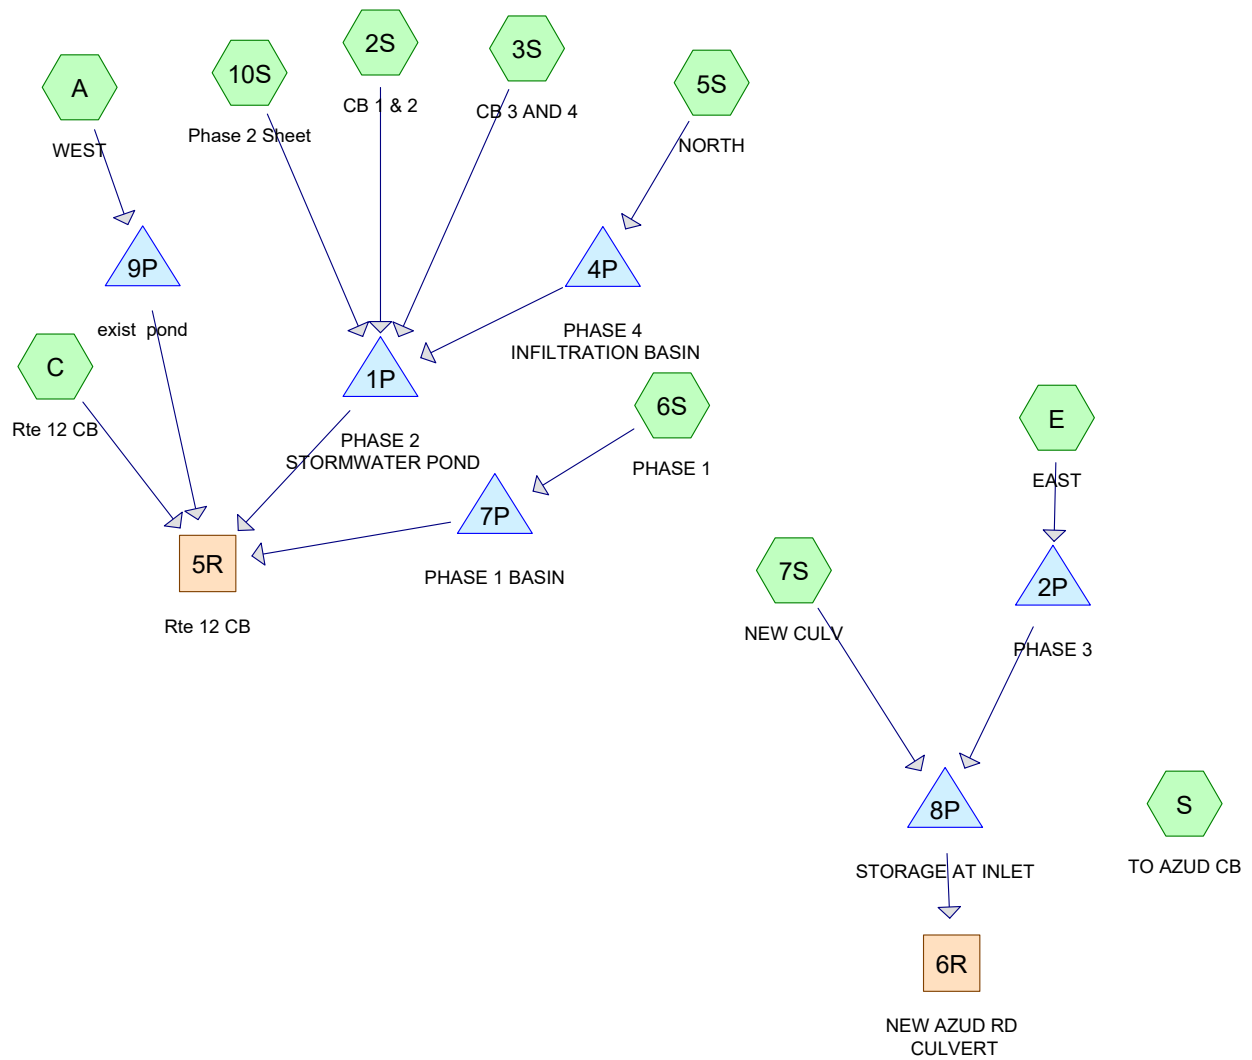 2S
CB 1 & 2
3S
CB 3 AND 4
10S
Phase 2 Sheet
A
WEST
5S
NORTH
9P
exist  pond
4P
PHASE 4
INFILTRATION BASIN
C
Rte 12 CB
1P
PHASE 2
STORMWATER POND
6S
PHASE 1
E
EAST
7P
PHASE 1 BASIN
5R
Rte 12 CB
7S
NEW CULV
2P
PHASE 3
8P
STORAGE AT INLET
S
TO AZUD CB
6R
NEW AZUD RD
CULVERT